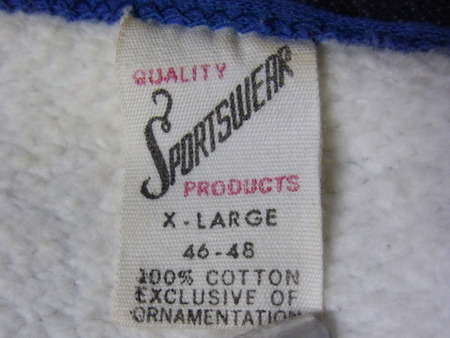 QUALITY
SPORTSWEAR
PRODUCTS
X-LARGE
46-48
100% COTTON
EXCLUSIVE OF
ORNAMENTATION